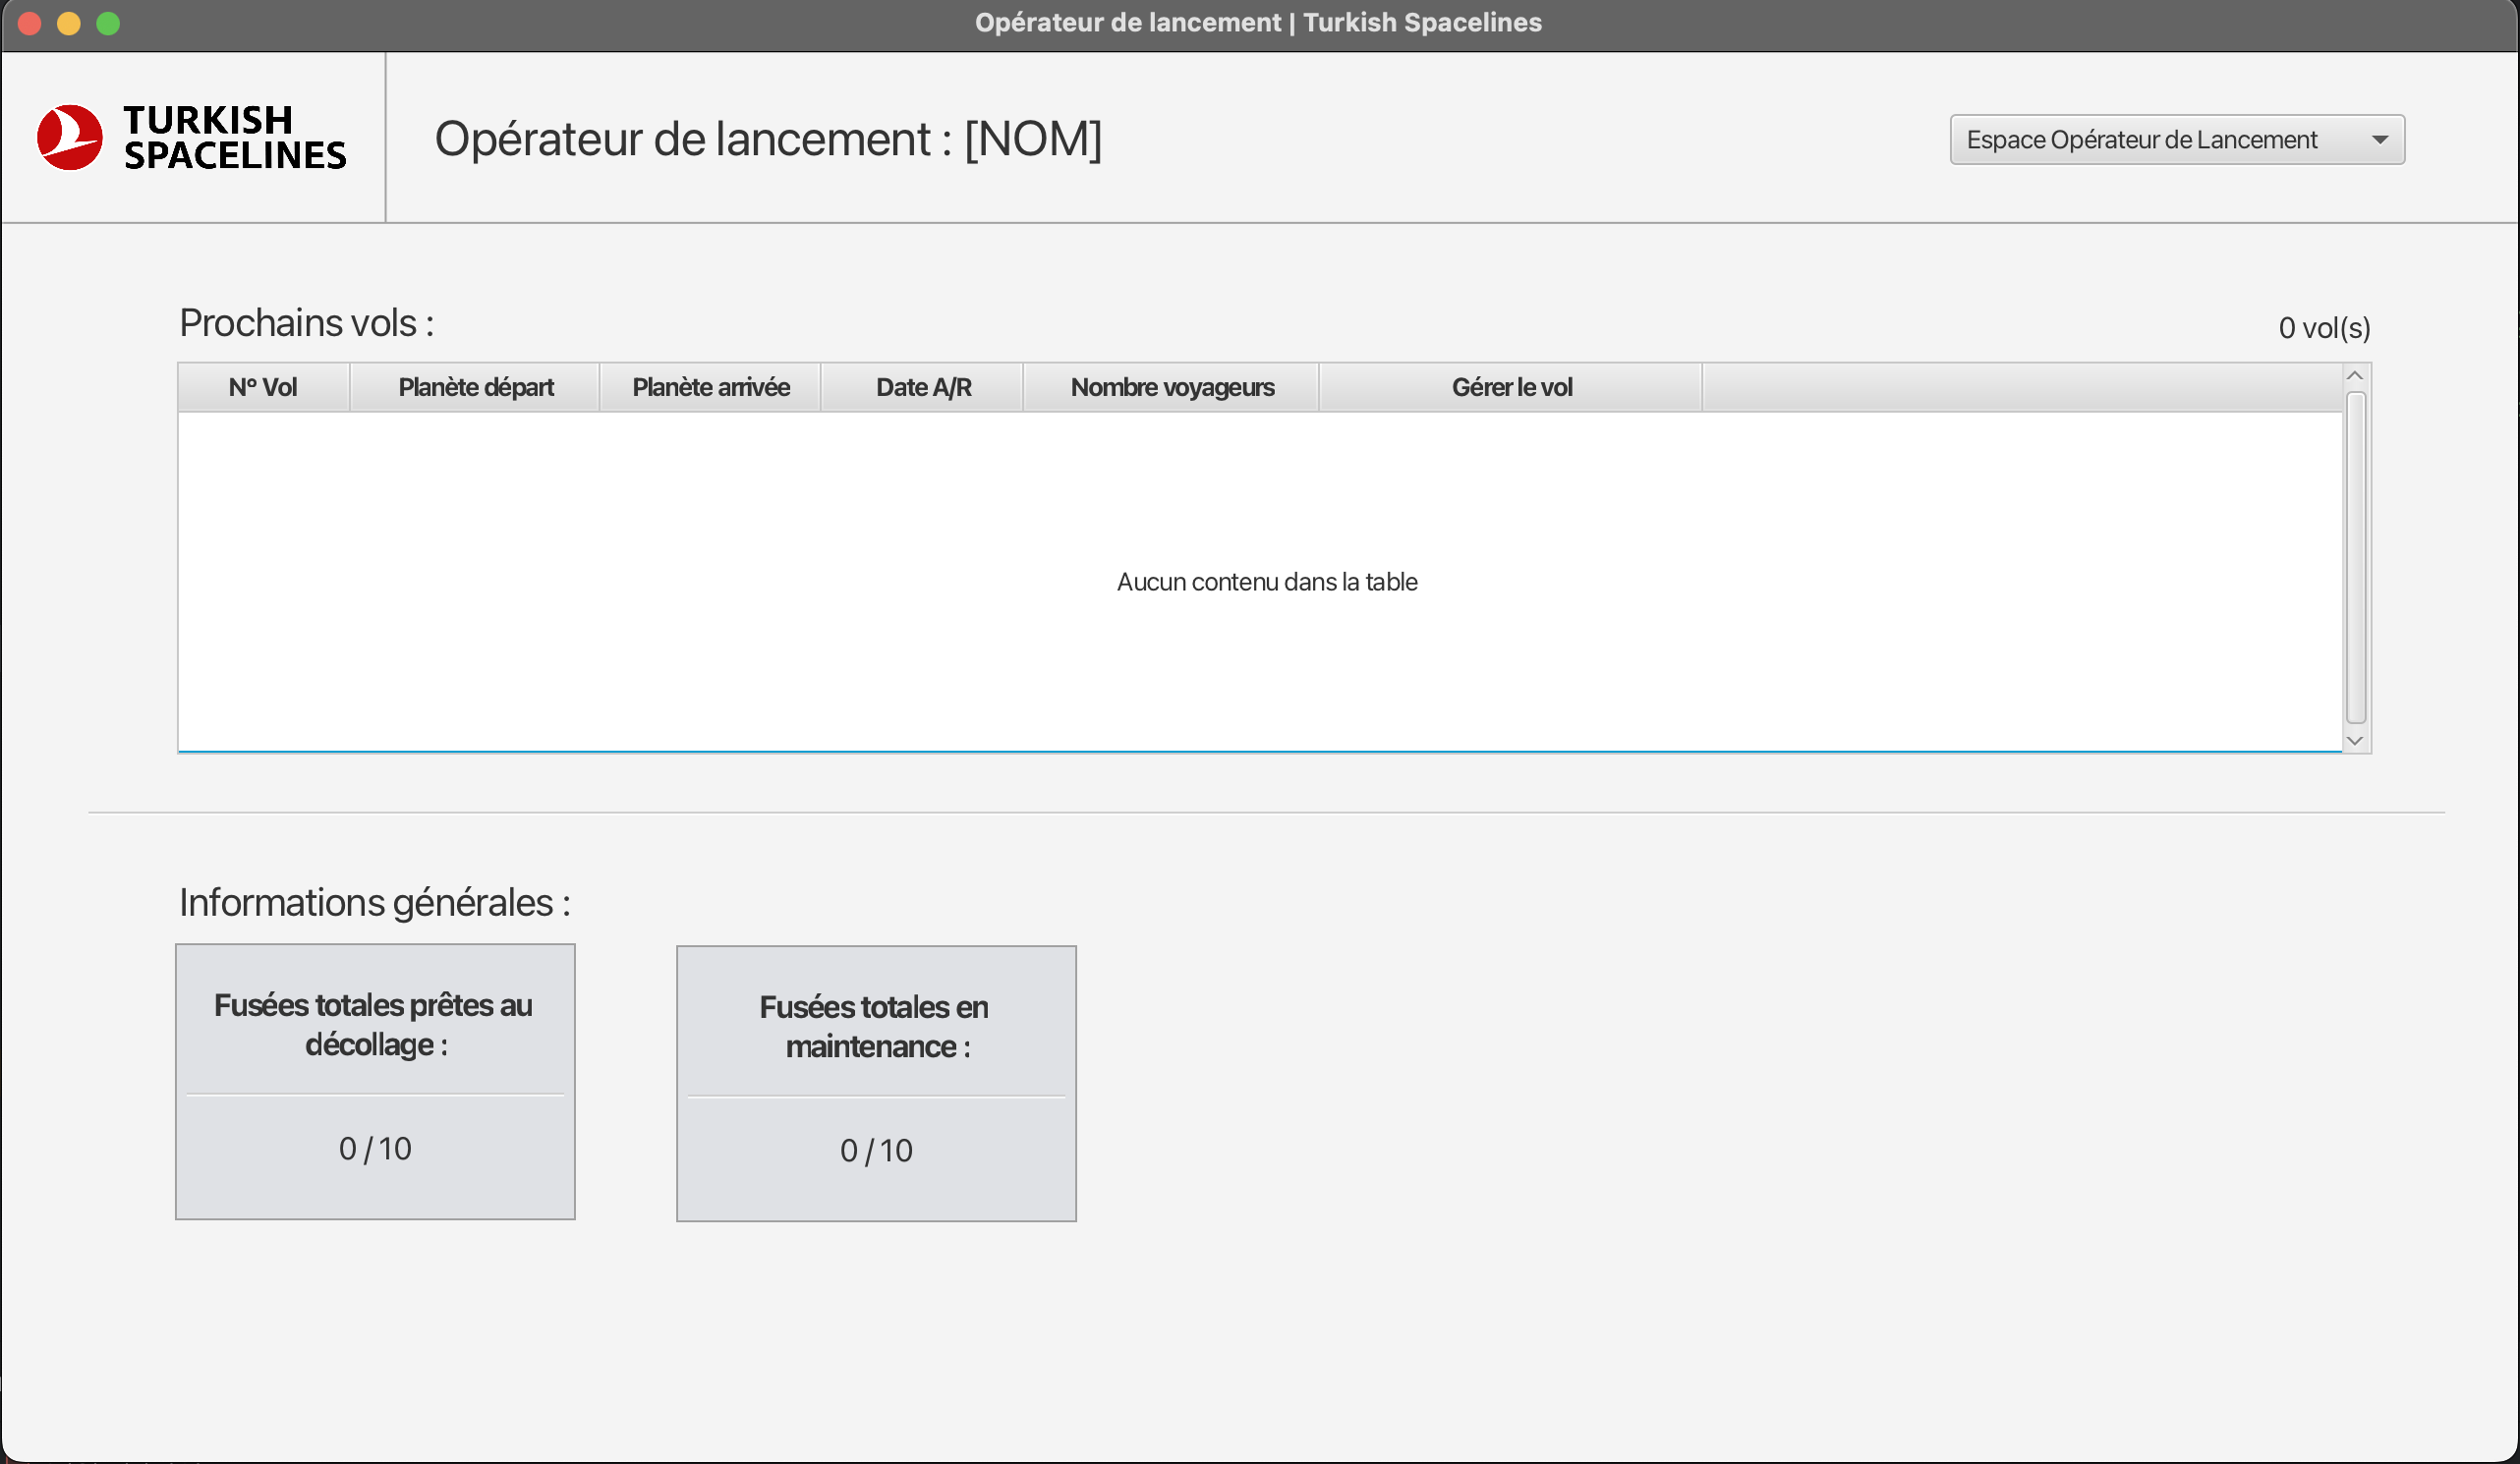 Opérateur de lancement | Turkish Spacelines
TURKISH
SPACELINES
Opérateur de lancement : [NOM]
Espace Opérateur de Lancement
Prochains vols :
0 vol(s)
N° Vol Planète départ Planète arrivée Date A/R Nombre voyageurs Gérer le vol
Aucun contenu dans la table
Informations générales :
Fusées totales prêtes au
décollage :
0 / 10
Fusées totales en
maintenance :
0 / 10